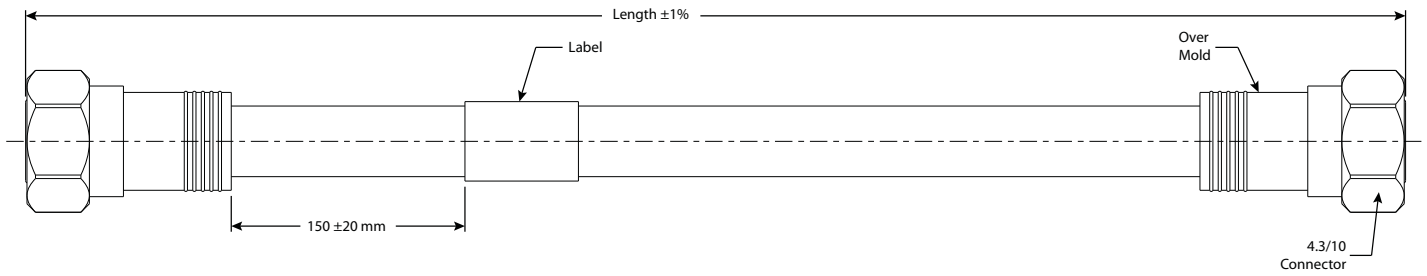 Length ±1%
Label
Over
Mold
150 ±20 mm
4.3/10
Connector